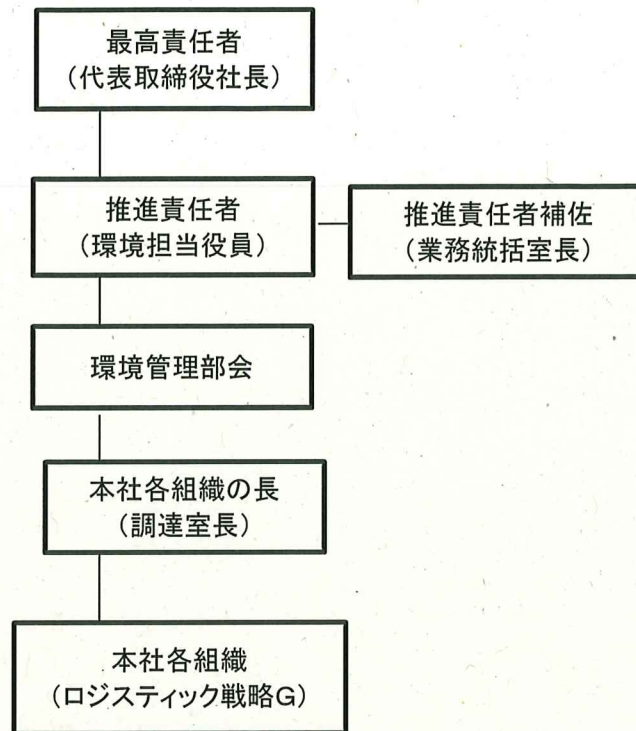 最高責任者
(代表取締役社長)
推進責任者
(環境担当役員)
推進責任者補佐
(業務統括室長)
環境管理部会
本社各組織の長
(調達室長)
本社各組織
(ロジスティック戦略G)